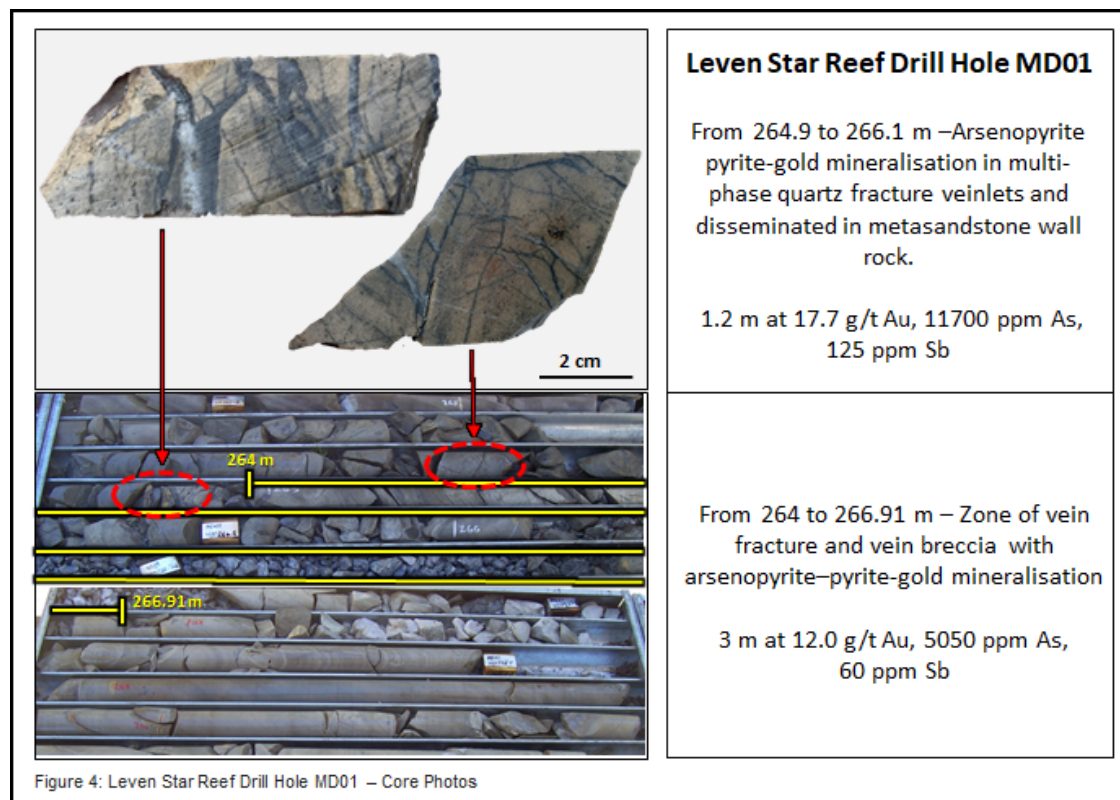 Leven Star Reef Drill Hole MD01
From 264.9 to 266.1 m –Arsenopyrite
pyrite-gold mineralisation in multi-
phase quartz fracture veinlets and
disseminated in metasandstone wall
rock.
1.2 m at 17.7 g/t Au, 11700 ppm As,
125 ppm Sb
2 cm
264 m
265
266
266.91 m
From 264 to 266.91 m – Zone of vein
fracture and vein breccia with
arsenopyrite–pyrite-gold mineralisation
3 m at 12.0 g/t Au, 5050 ppm As,
60 ppm Sb
Figure 4: Leven Star Reef Drill Hole MD01 – Core Photos